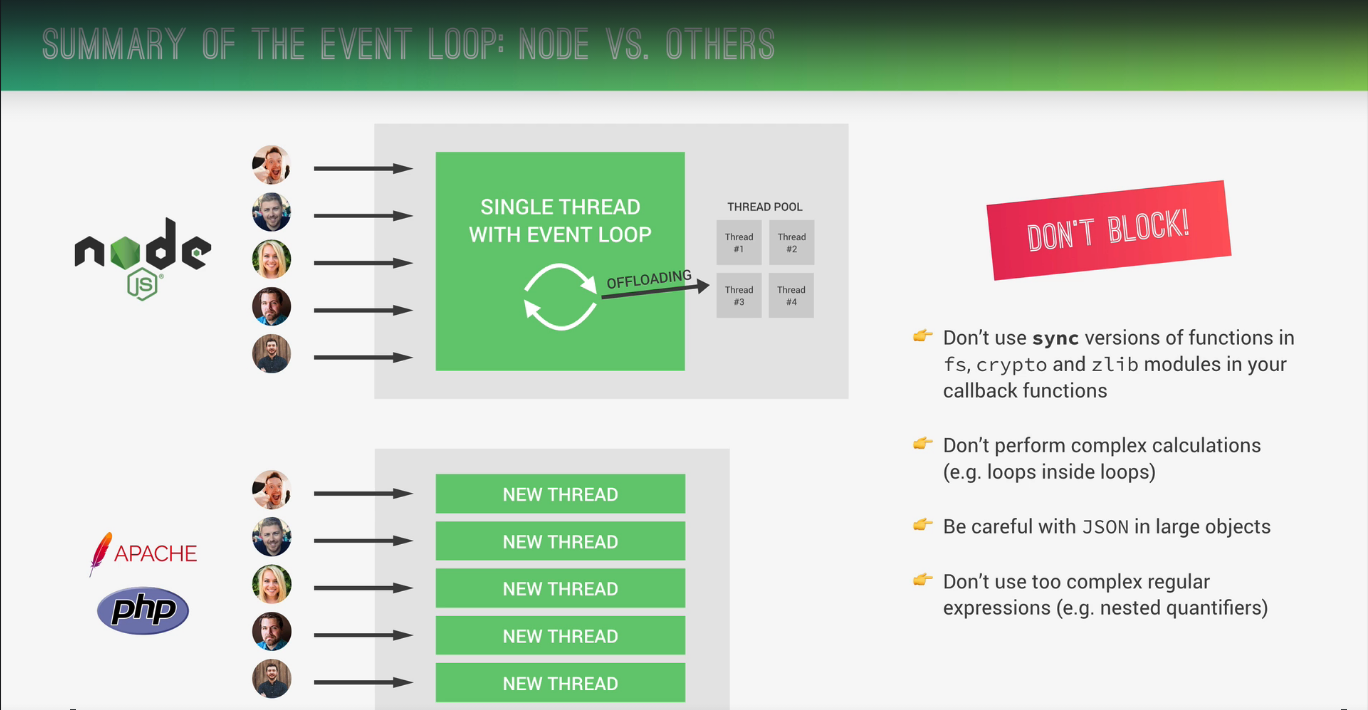 SUMMARY OF THE EVENT LOOP: NODE VS. OTHERS
node
JS
SINGLE THREAD
WITH EVENT LOOP
OFFLOADING
THREAD POOL
Thread
#1
Thread
#2
Thread
#3
Thread
#4
DON'T BLOCK!
Don't use sync versions of functions in
fs, crypto and zlib modules in your
callback functions
Don't perform complex calculations
(e.g. loops inside loops)
Be careful with JSON in large objects
Don't use too complex regular
expressions (e.g. nested quantifiers)
APACHE
php
NEW THREAD
NEW THREAD
NEW THREAD
NEW THREAD
NEW THREAD